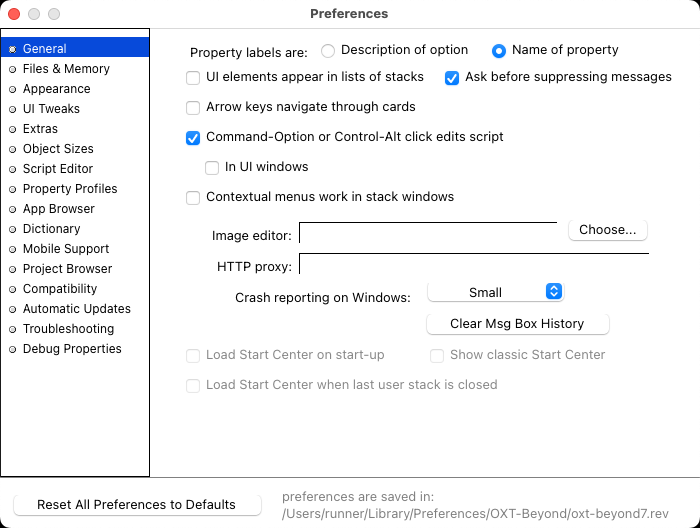 Preferences
General
Files & Memory
Appearance
UI Tweaks
Extras
Object Sizes
Script Editor
Property Profiles
App Browser
Dictionary
Mobile Support
Project Browser
Compatibility
Automatic Updates
Troubleshooting
Debug Properties
Property labels are: Description of option Name of property
UI elements appear in lists of stacks Ask before suppressing messages
Arrow keys navigate through cards
Command-Option or Control-Alt click edits script
In UI windows
Contextual menus work in stack windows
Image editor: Choose...
HTTP proxy:
Crash reporting on Windows: Small
Clear Msg Box History
Load Start Center on start-up Show classic Start Center
Load Start Center when last user stack is closed
Reset All Preferences to Defaults
preferences are saved in:
/Users/runner/Library/Preferences/OXT-Beyond/oxt-beyond7.rev